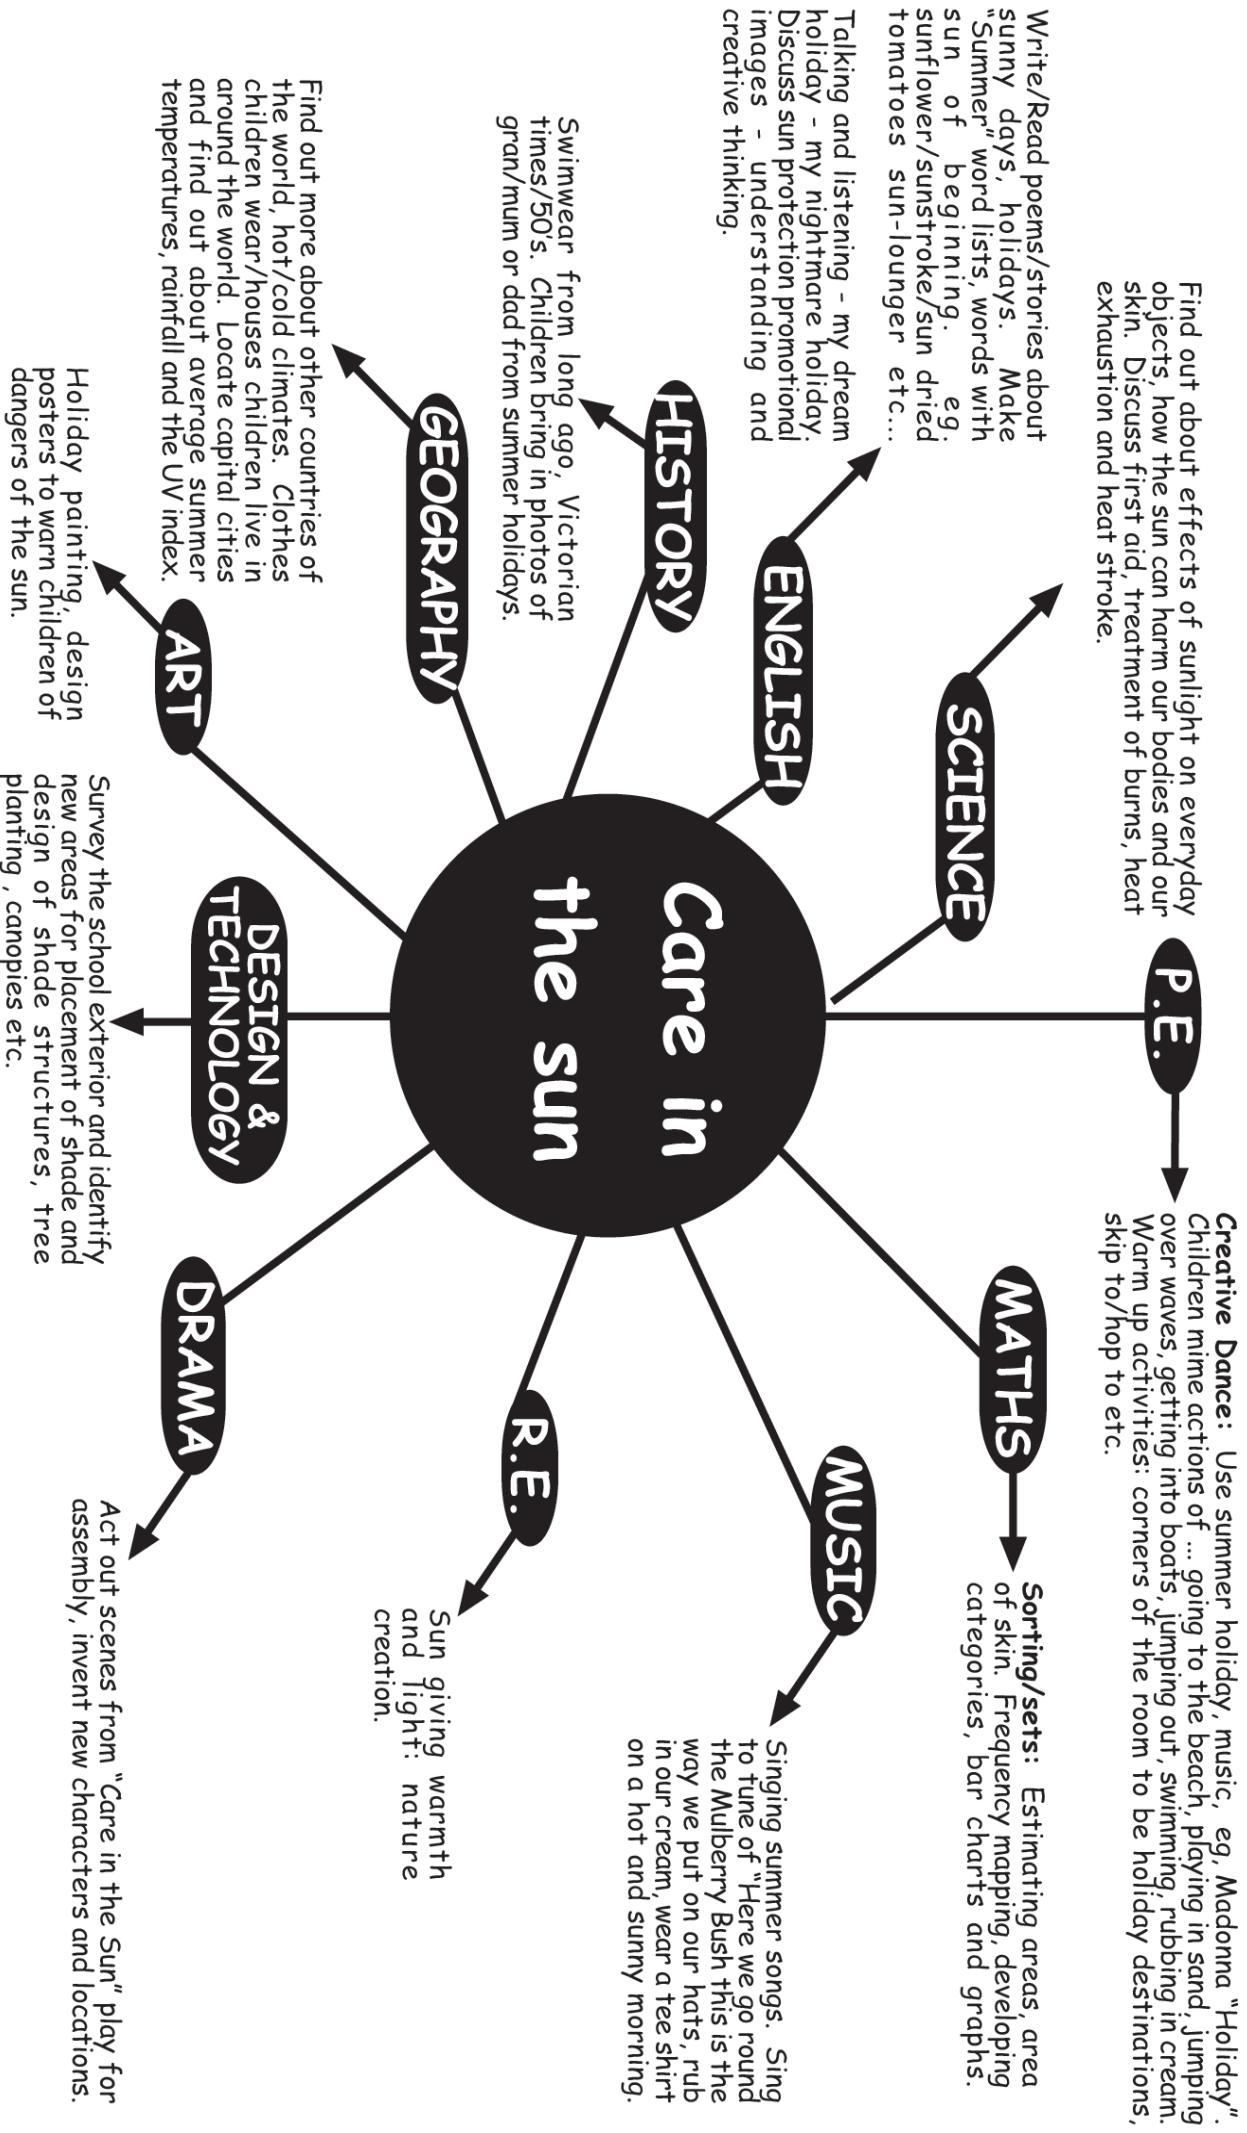 Care in
the sun
P.E.
Creative Dance: Use summer holiday, music, eg, Madonna "Holiday".
Children mime actions of ... going to the beach, playing in sand, jumping
over waves, getting into boats, jumping out, swimming, rubbing in cream.
Warm up activities: corners of the room to be holiday destinations,
skip to/hop to etc.
MATHS
Sorting/sets: Estimating areas, area
of skin. Frequency mapping, developing
categories, bar charts and graphs.
MUSIC
Singing summer songs. Sing
to tune of "Here we go round
the Mulberry Bush this is the
way we put on our hats, rub
in our cream, wear a tee shirt
on a hot and sunny morning.
R.E.
Sun giving warmth
and light: nature
creation.
DRAMA
Act out scenes from "Care in the Sun" play for
assembly, invent new characters and locations.
DESIGN &
TECHNOLOGY
Survey the school exterior and identify
new areas for placement of shade and
design of shade structures, tree
planting , canopies etc.
ART
Holiday painting, design
posters to warn children of
dangers of the sun.
GEOGRAPHY
Find out more about other countries of
the world, hot/cold climates. Clothes
children wear/houses children live in
around the world. Locate capital cities
and find out about average summer
temperatures, rainfall and the UV index.
HISTORY
Swimwear from long ago, Victorian
times/50's. Children bring in photos of
gran/mum or dad from summer holidays.
ENGLISH
Write/Read poems/stories about
sunny days, holidays. Make
"Summer" word lists, words with
sun of beginning. eg.
sunflower/sunstroke/sun dried
tomatoes sun-lounger etc...
Talking and listening - my dream
holiday - my nightmare holiday.
Discuss sun protection promotional
images - understanding and
creative thinking.
SCIENCE
Find out about effects of sunlight on everyday
objects, how the sun can harm our bodies and our
skin. Discuss first aid, treatment of burns, heat
exhaustion and heat stroke.